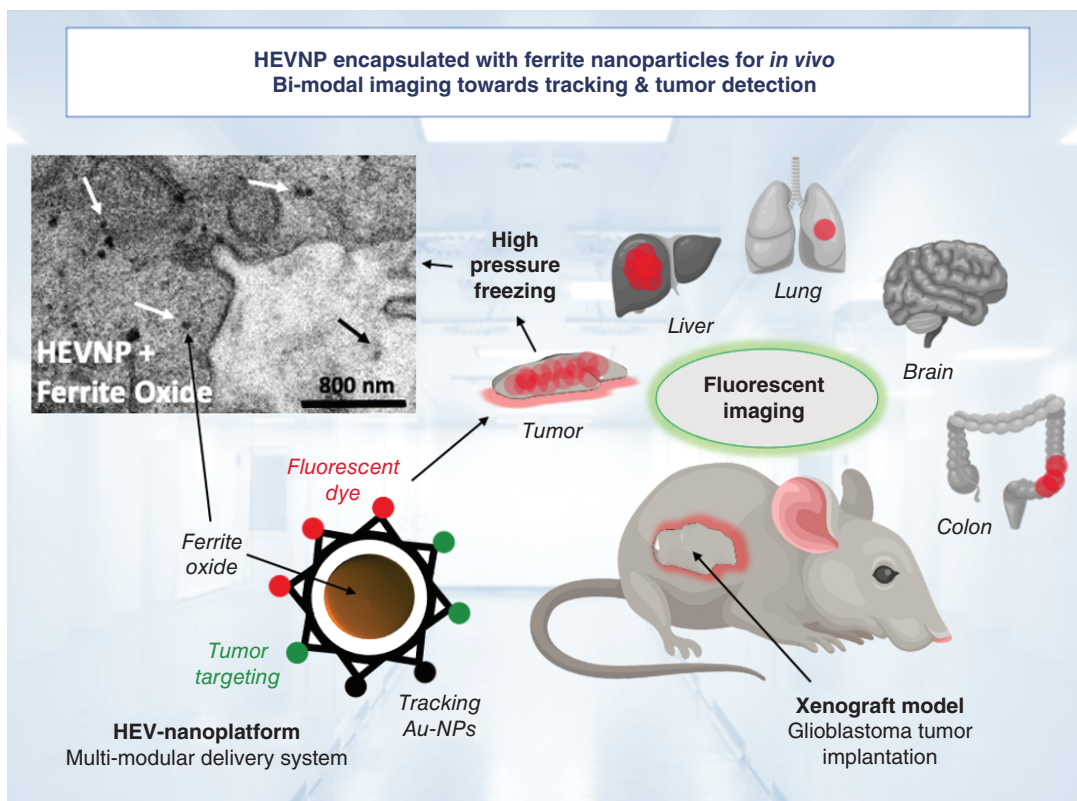 HEVNP encapsulated with ferrite nanoparticles for in vivo
Bi-modal imaging towards tracking & tumor detection
HEVNP +
Ferrite Oxide
800 nm
High
pressure
freezing
Liver
Lung
Brain
Tumor
Fluorescent
imaging
Colon
Fluorescent
dye
Ferrite
oxide
Tumor
targeting
Tracking
Au-NPs
HEV-nanoplatform
Multi-modular delivery system
Xenograft model
Glioblastoma tumor
implantation